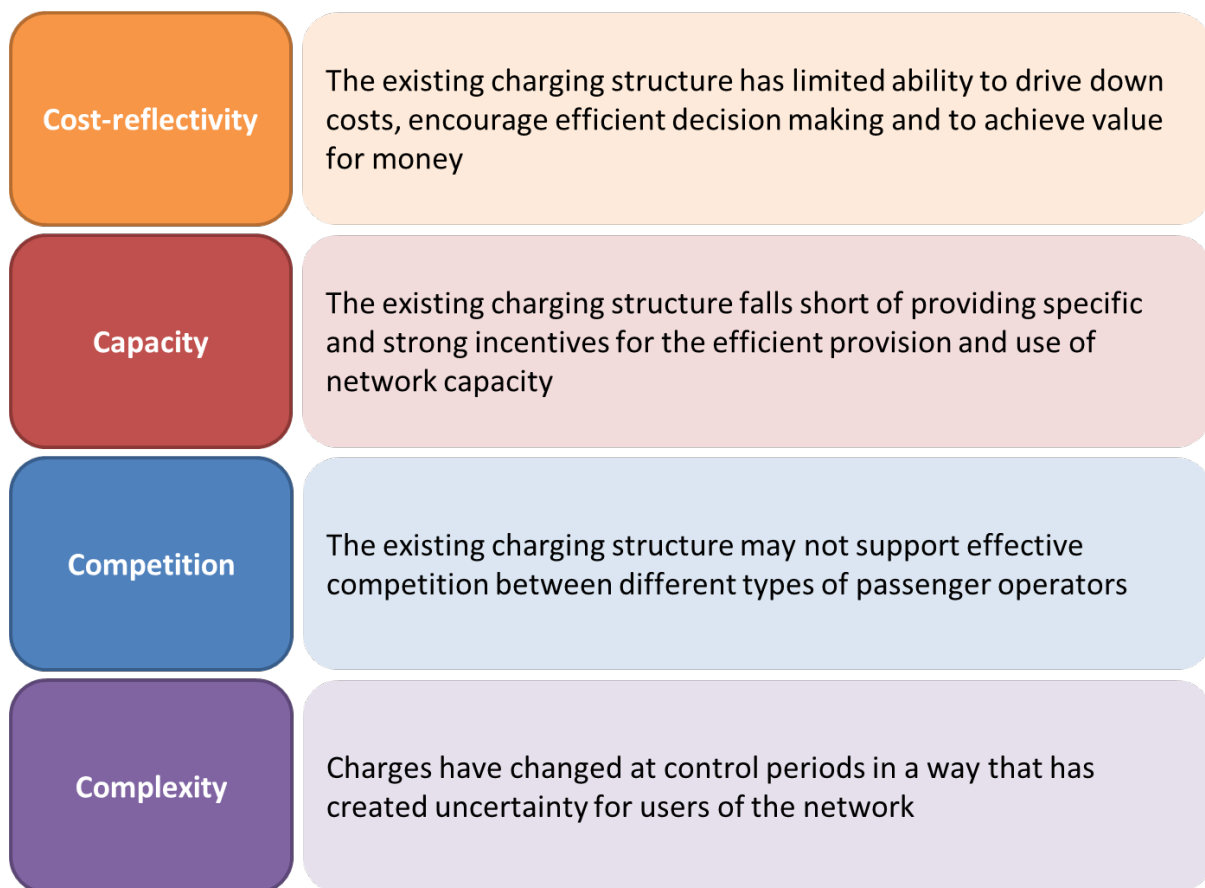 Cost-reflectivity
The existing charging structure has limited ability to drive down
costs, encourage efficient decision making and to achieve value
for money
Capacity
The existing charging structure falls short of providing specific
and strong incentives for the efficient provision and use of
network capacity
Competition
The existing charging structure may not support effective
competition between different types of passenger operators
Complexity
Charges have changed at control periods in a way that has
created uncertainty for users of the network